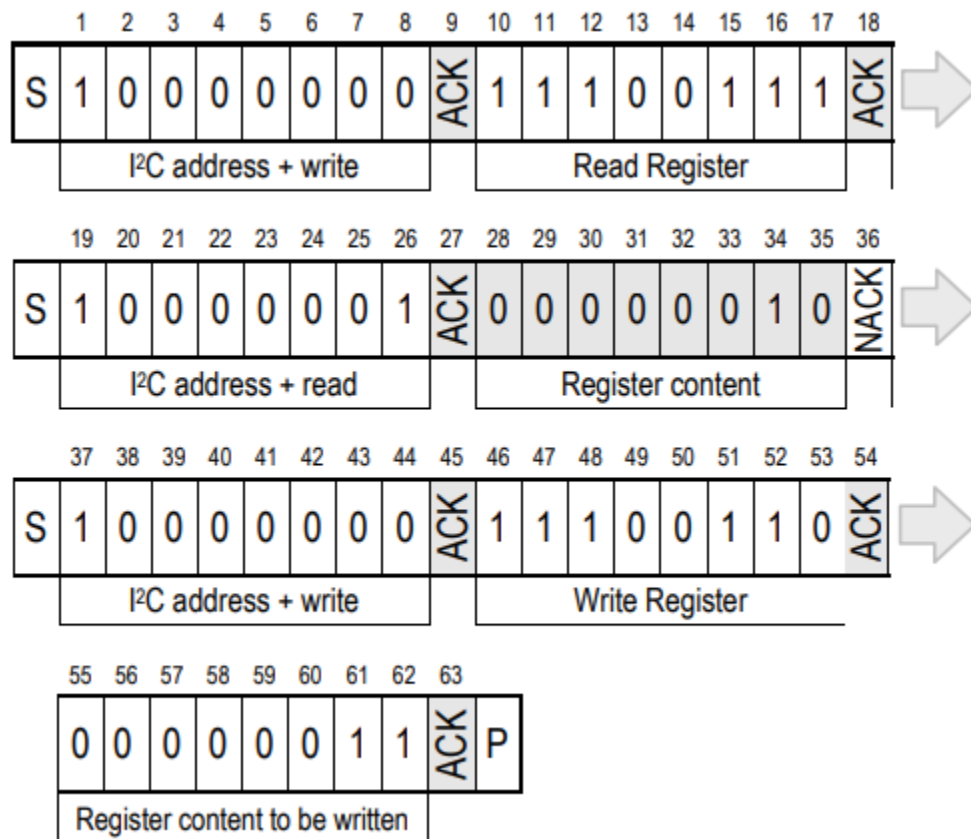 1 2 3 4 5 6 7 8 9 10 11 12 13 14 15 16 17 18
S 1 0 0 0 0 0 0 0 ACK 1 1 1 0 0 1 1 1 ACK
I²C address + write Read Register
19 20 21 22 23 24 25 26 27 28 29 30 31 32 33 34 35 36
S 1 0 0 0 0 0 0 1 ACK 0 0 0 0 0 0 1 0 NACK
I²C address + read Register content
37 38 39 40 41 42 43 44 45 46 47 48 49 50 51 52 53 54
S 1 0 0 0 0 0 0 0 ACK 1 1 1 0 0 1 1 0 ACK
I²C address + write Write Register
55 56 57 58 59 60 61 62 63
0 0 0 0 0 0 1 1 ACK P
Register content to be written